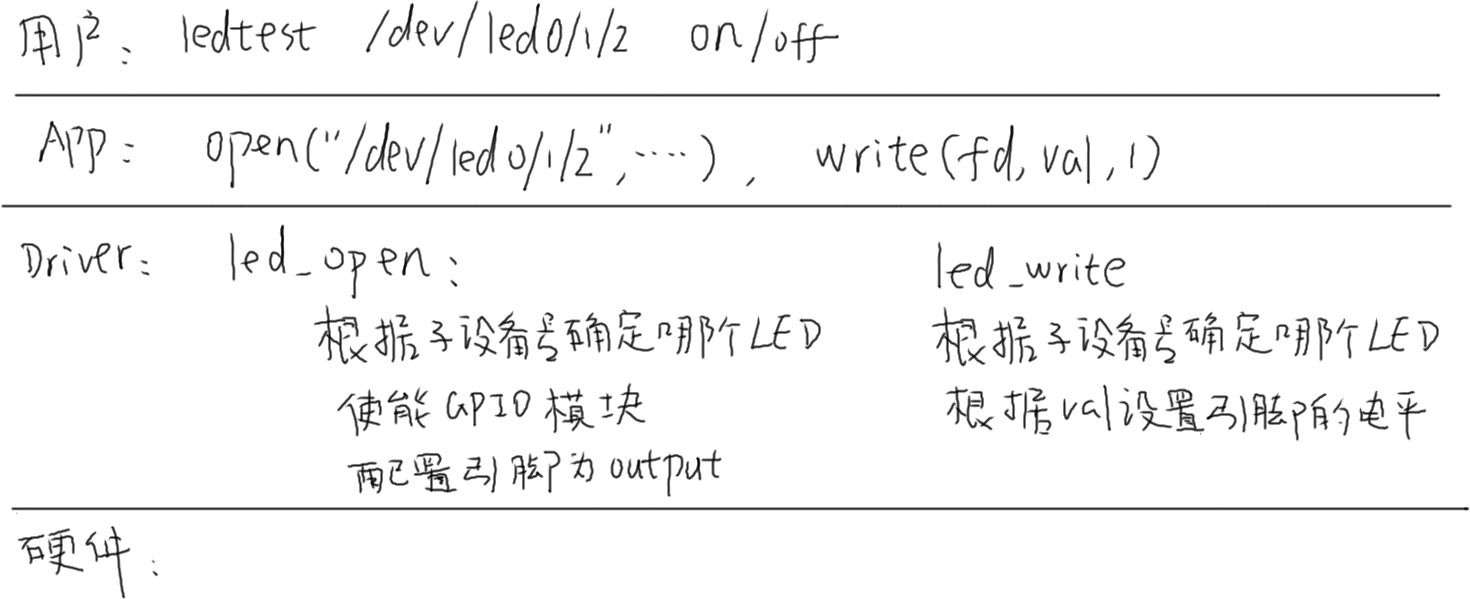 用户： ledtest /dev/led0/1/2 on/off
App： open("/dev/led0/1/2",....), write(fd,val,1)
Driver： led_open：
根据子设备号确定哪个LED
使能GPIO模块
配置引脚为output
led_write
根据子设备号确定哪个LED
根据val设置引脚的电平
硬件：